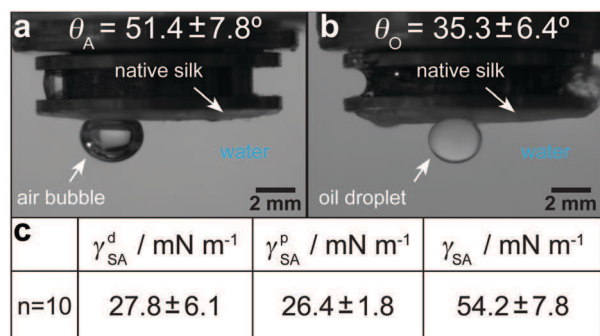 a θA = 51.4±7.8º
native silk
water
air bubble
2 mm
b θO = 35.3±6.4º
native silk
water
oil droplet
2 mm
c γdSA / mN m-1 γpSA / mN m-1 γSA / mN m-1
n=10 27.8±6.1 26.4±1.8 54.2±7.8